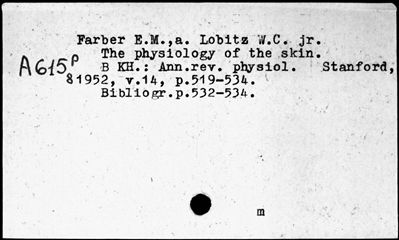 Farber E.M.,a. Lobitz W.C. jr.
The physiology of the skin.
A615p
B KH.: Ann.rev. physiol. Stanford,
81952, v.14, p.519-534.
Bibliogr.p.532-534.
m